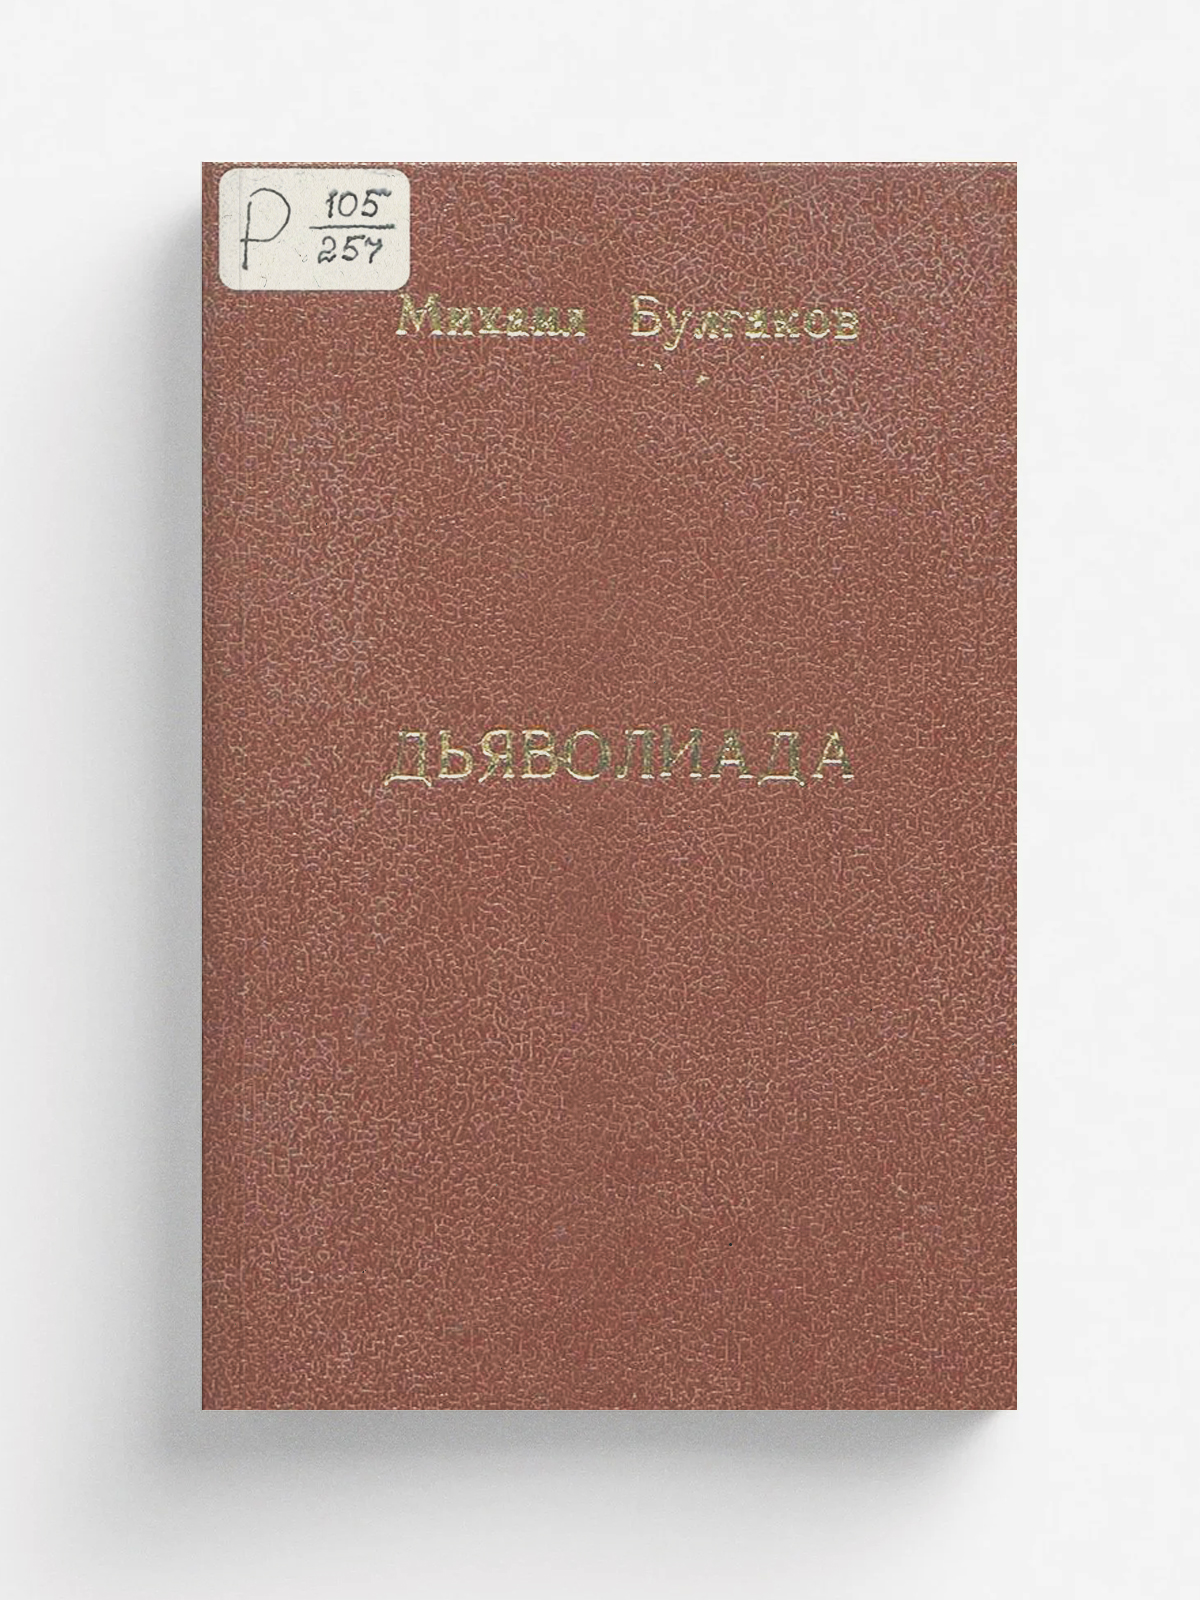 Р 105
257
Михаил Булгаков
ДЬЯВОЛИАДА